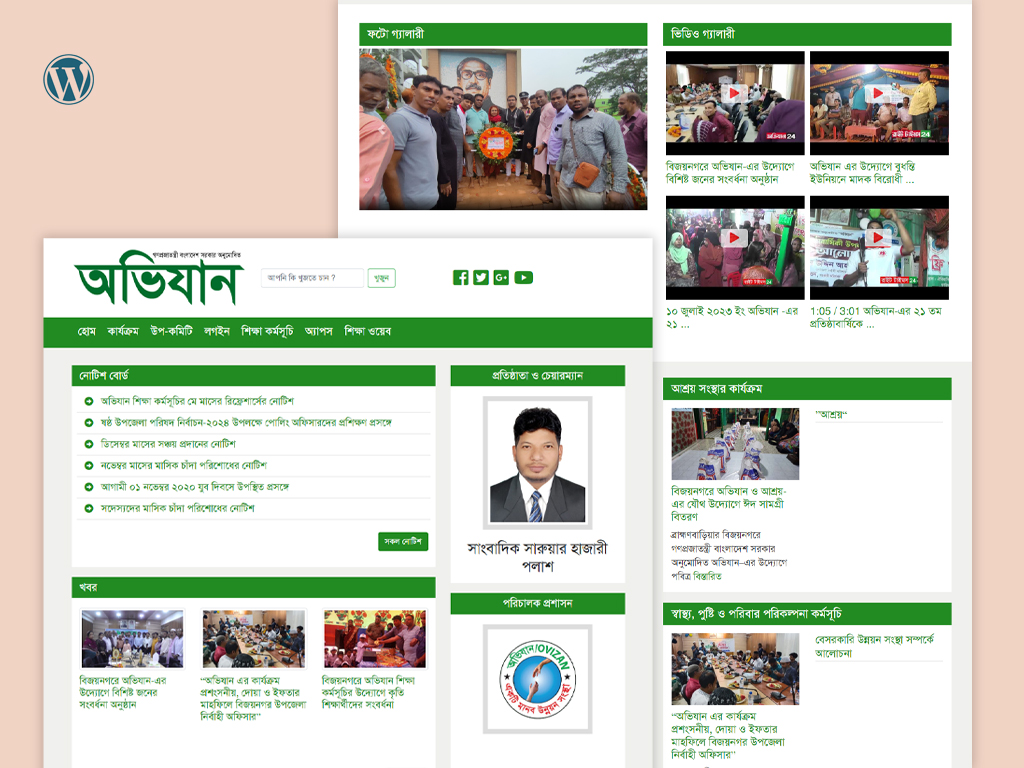 ফটো গ্যালারী
ভিডিও গ্যালারী
বিজয়নগরে অভিযান-এর উদ্যোগে
বিশিষ্ট জনের সংবর্ধনা অনুষ্ঠান
অভিযান এর উদ্যোগে বুধন্তি
ইউনিয়নে মাদক বিরোধী ...
১০ জুলাই ২০২৩ ইং অভিযান -এর
২১ ...
1:05 / 3:01 অভিযান-এর ২১ তম
প্রতিষ্ঠাবার্ষিকে ...
গণপ্রজাতন্ত্রী বাংলাদেশ সরকার অনুমোদিত
অভিযান
আপনি কি খুজতে চান ?
খুজুন
হোম কার্যক্রম উপ-কমিটি লগইন শিক্ষা কর্মসূচি অ্যাপস শিক্ষা ওয়েব
নোটিশ বোর্ড
অভিযান শিক্ষা কর্মসূচির মে মাসের রিফ্রেশার্সের নোটিশ
ষষ্ঠ উপজেলা পরিষদ নির্বাচন-২০২৪ উপলক্ষে পোলিং অফিসারদের প্রশিক্ষণ প্রসঙ্গে
ডিসেম্বর মাসের সঞ্চয় প্রদানের নোটিশ
নভেম্বর মাসের মাসিক চাঁদা পরিশোধের নোটিশ
আগামী ০১ নভেম্বর ২০২০ যুব দিবসে উপস্থিত প্রসঙ্গে
সদস্যদের মাসিক চাঁদা পরিশোধের নোটিশ
সকল নোটিশ
খবর
বিজয়নগরে অভিযান-এর
উদ্যোগে বিশিষ্ট জনের
সংবর্ধনা অনুষ্ঠান
“অভিযান এর কার্যক্রম
প্রশংসনীয়, দোয়া ও ইফতার
মাহফিলে বিজয়নগর উপজেলা
নির্বাহী অফিসার”
বিজয়নগরে অভিযান শিক্ষা
কর্মসূচির উদ্যোগে কৃতি
শিক্ষার্থীদের সংবর্ধনা
প্রতিষ্ঠাতা ও চেয়ারম্যান
সাংবাদিক সারুয়ার হাজারী
পলাশ
পরিচালক প্রশাসন
অভিযান/OVIZAN
একটি মানব উন্নয়ন সংস্থা
আশ্রয় সংস্থার কার্যক্রম
”আশ্রয়“
বিজয়নগরে অভিযান ও আশ্রয়-
এর যৌথ উদ্যোগে ঈদ সামগ্রী
বিতরণ
ব্রাহ্মণবাড়িয়ার বিজয়নগরে
গণপ্রজাতন্ত্রী বাংলাদেশ সরকার
অনুমোদিত অভিযান-এর উদ্যোগে
পবিত্র বিস্তারিত
স্বাস্থ্য, পুষ্টি ও পরিবার পরিকল্পনা কর্মসূচি
বেসরকারি উন্নয়ন সংস্থা সম্পর্কে
আলোচনা
“অভিযান এর কার্যক্রম
প্রশংসনীয়, দোয়া ও ইফতার
মাহফিলে বিজয়নগর উপজেলা
নির্বাহী অফিসার”